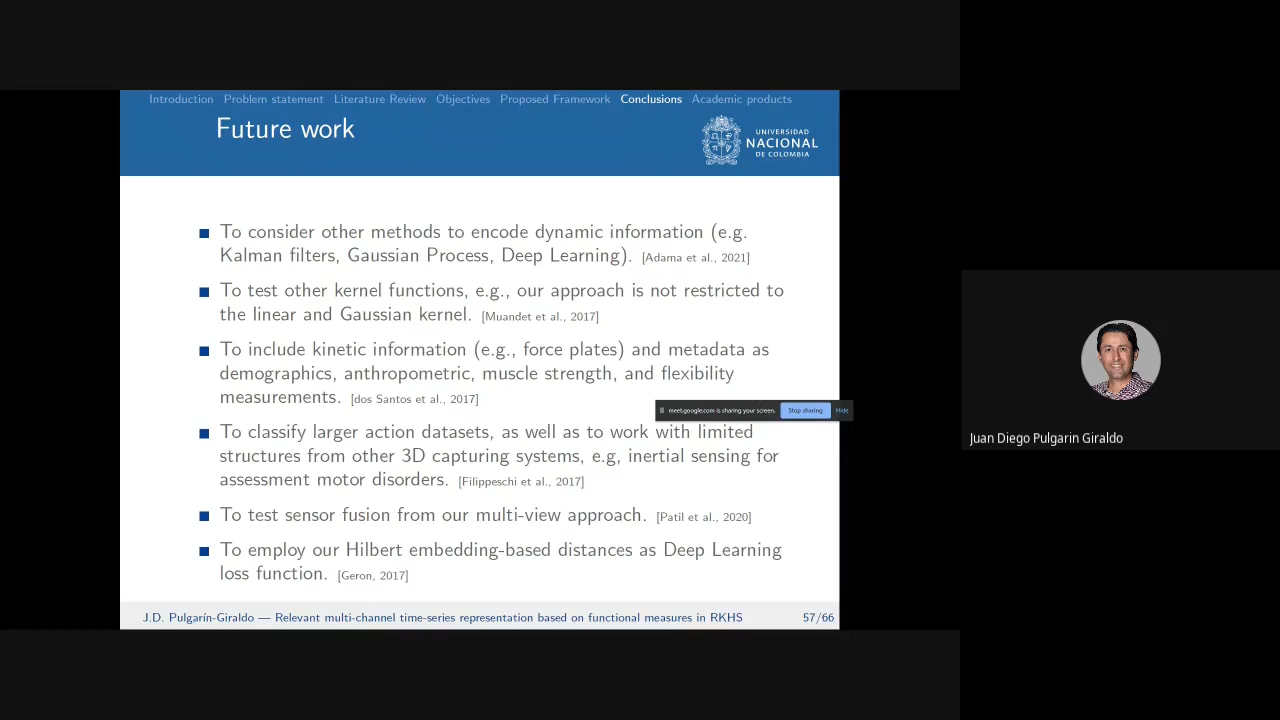 Introduction Problem statement Literature Review Objectives Proposed Framework Conclusions Academic products
Future work
UNIVERSIDAD
NACIONAL
DE COLOMBIA
To consider other methods to encode dynamic information (e.g.
Kalman filters, Gaussian Process, Deep Learning). [Adama et al., 2021]
To test other kernel functions, e.g., our approach is not restricted to
the linear and Gaussian kernel. [Muandet et al., 2017]
To include kinetic information (e.g., force plates) and metadata as
demographics, anthropometric, muscle strength, and flexibility
measurements. [dos Santos et al., 2017]
meet.google.com is sharing your screen. Stop sharing Hide
To classify larger action datasets, as well as to work with limited
structures from other 3D capturing systems, e.g, inertial sensing for
assessment motor disorders. [Filippeschi et al., 2017]
To test sensor fusion from our multi-view approach. [Patil et al., 2020]
To employ our Hilbert embedding-based distances as Deep Learning
loss function. [Geron, 2017]
J.D. Pulgarín-Giraldo — Relevant multi-channel time-series representation based on functional measures in RKHS 57/66
Juan Diego Pulgarin Giraldo